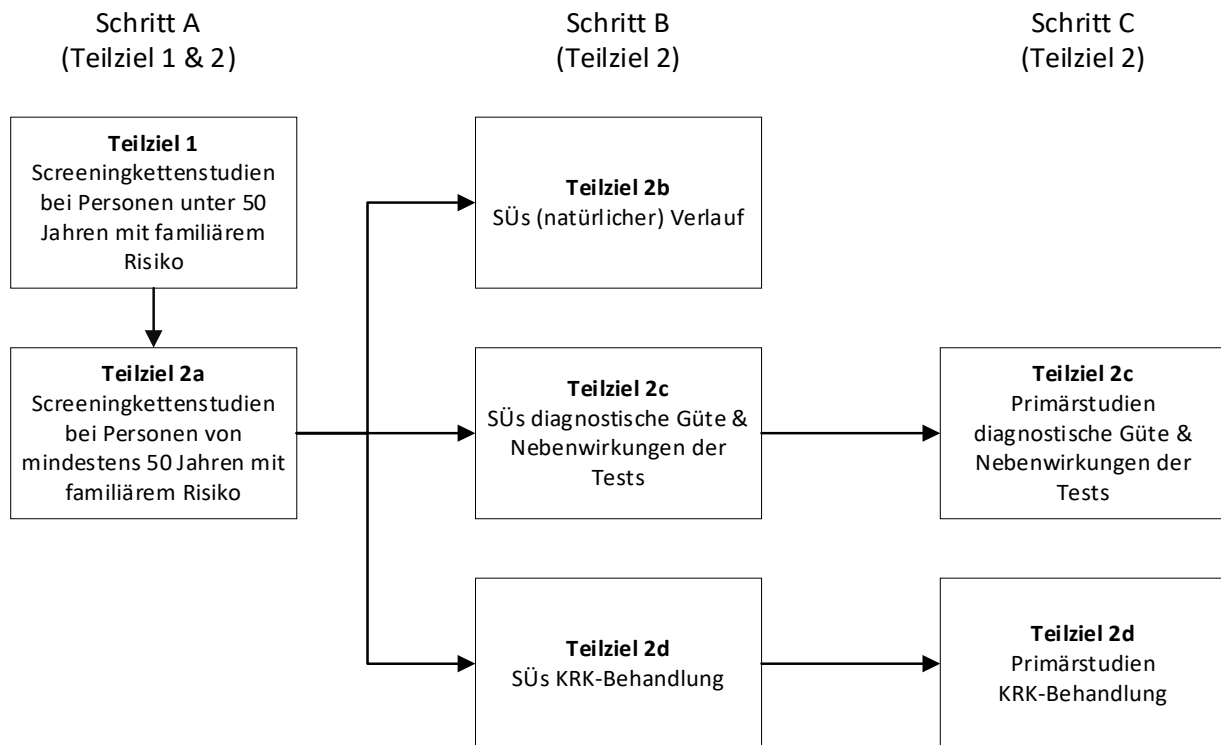 Schritt A
(Teilziel 1 & 2)
Schritt B
(Teilziel 2)
Schritt C
(Teilziel 2)
Teilziel 1
Screeningkettenstudien
bei Personen unter 50
Jahren mit familiärem
Risiko
Teilziel 2b
SÜs (natürlicher) Verlauf
Teilziel 2a
Screeningkettenstudien
bei Personen von
mindestens 50 Jahren mit
familiärem Risiko
Teilziel 2c
SÜs diagnostische Güte &
Nebenwirkungen der
Tests
Teilziel 2c
Primärstudien
diagnostische Güte &
Nebenwirkungen der
Tests
Teilziel 2d
SÜs KRK-Behandlung
Teilziel 2d
Primärstudien
KRK-Behandlung